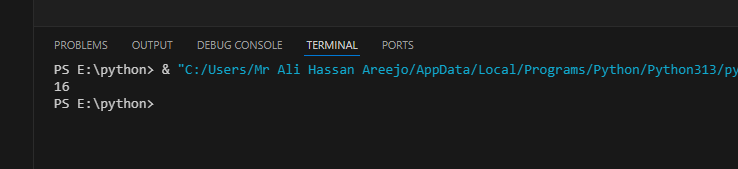 PROBLEMS OUTPUT DEBUG CONSOLE TERMINAL PORTS
PS E:\python> & "C:/Users/Mr Ali Hassan Areejo/AppData/Local/Programs/Python/Python313/py
16
PS E:\python>